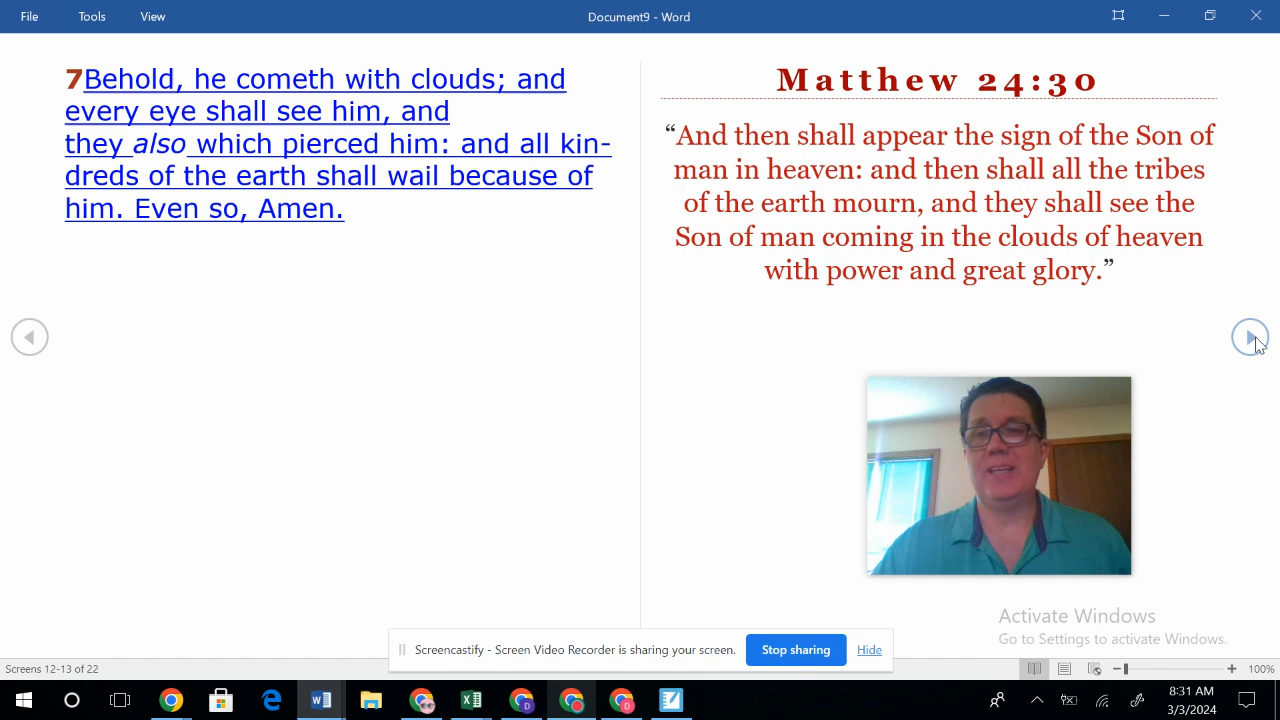 File Tools View Document9 - Word
7Behold, he cometh with clouds; and
every eye shall see him, and
they also which pierced him: and all kin-
dreds of the earth shall wail because of
him. Even so, Amen.
Matthew 24:30
“And then shall appear the sign of the Son of
man in heaven: and then shall all the tribes
of the earth mourn, and they shall see the
Son of man coming in the clouds of heaven
with power and great glory.”
Activate Windows
Go to Settings to activate Windows.
Screencastify - Screen Video Recorder is sharing your screen. Stop sharing Hide
Screens 12-13 of 22 100%
8:31 AM
3/3/2024